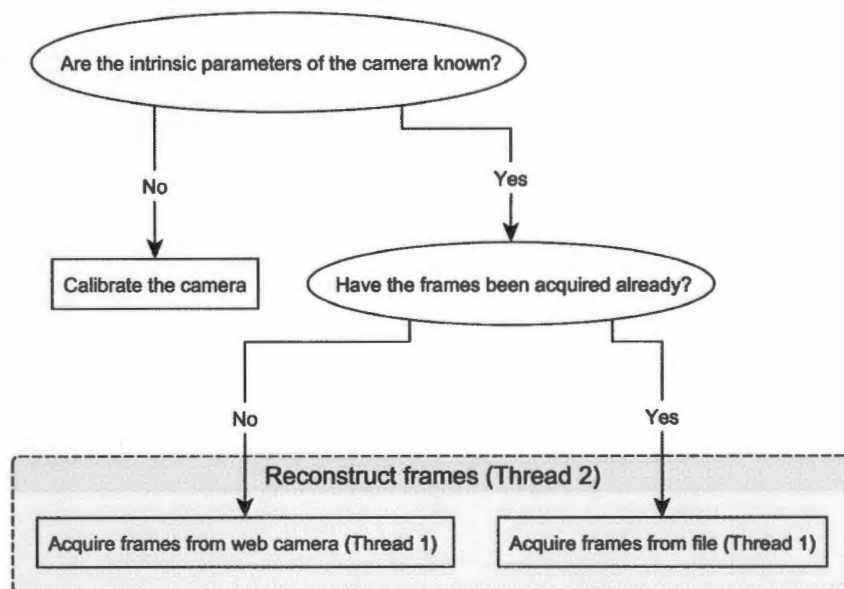 Are the intrinsic parameters of the camera known?
No
Yes
Calibrate the camera
Have the frames been acquired already?
No
Yes
Reconstruct frames (Thread 2)
Acquire frames from web camera (Thread 1)
Acquire frames from file (Thread 1)